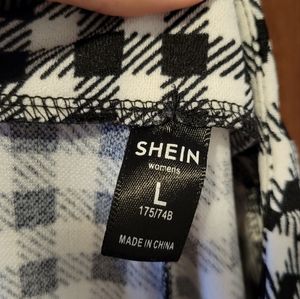 SHEIN
womens
L
175/74B
MADE IN CHINA